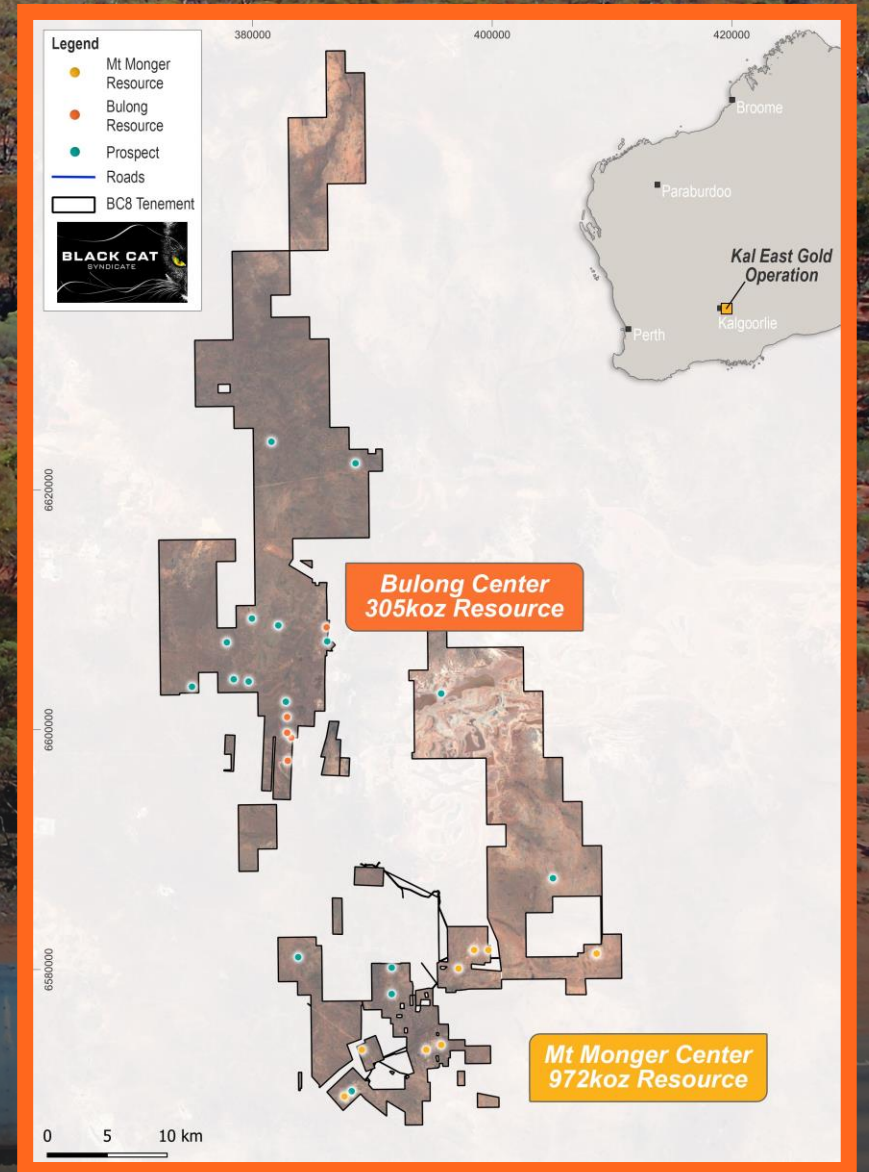 Legend
Mt Monger
Resource
Bulong
Resource
Prospect
Roads
BC8 Tenement
BLACK CAT
SYNDICATE
380000
400000
420000
Broome
Paraburdoo
Kal East Gold
Operation
Kalgoorlie
Perth
6620000
Bulong Center
305koz Resource
6600000
6580000
Mt Monger Center
972koz Resource
0 5 10 km